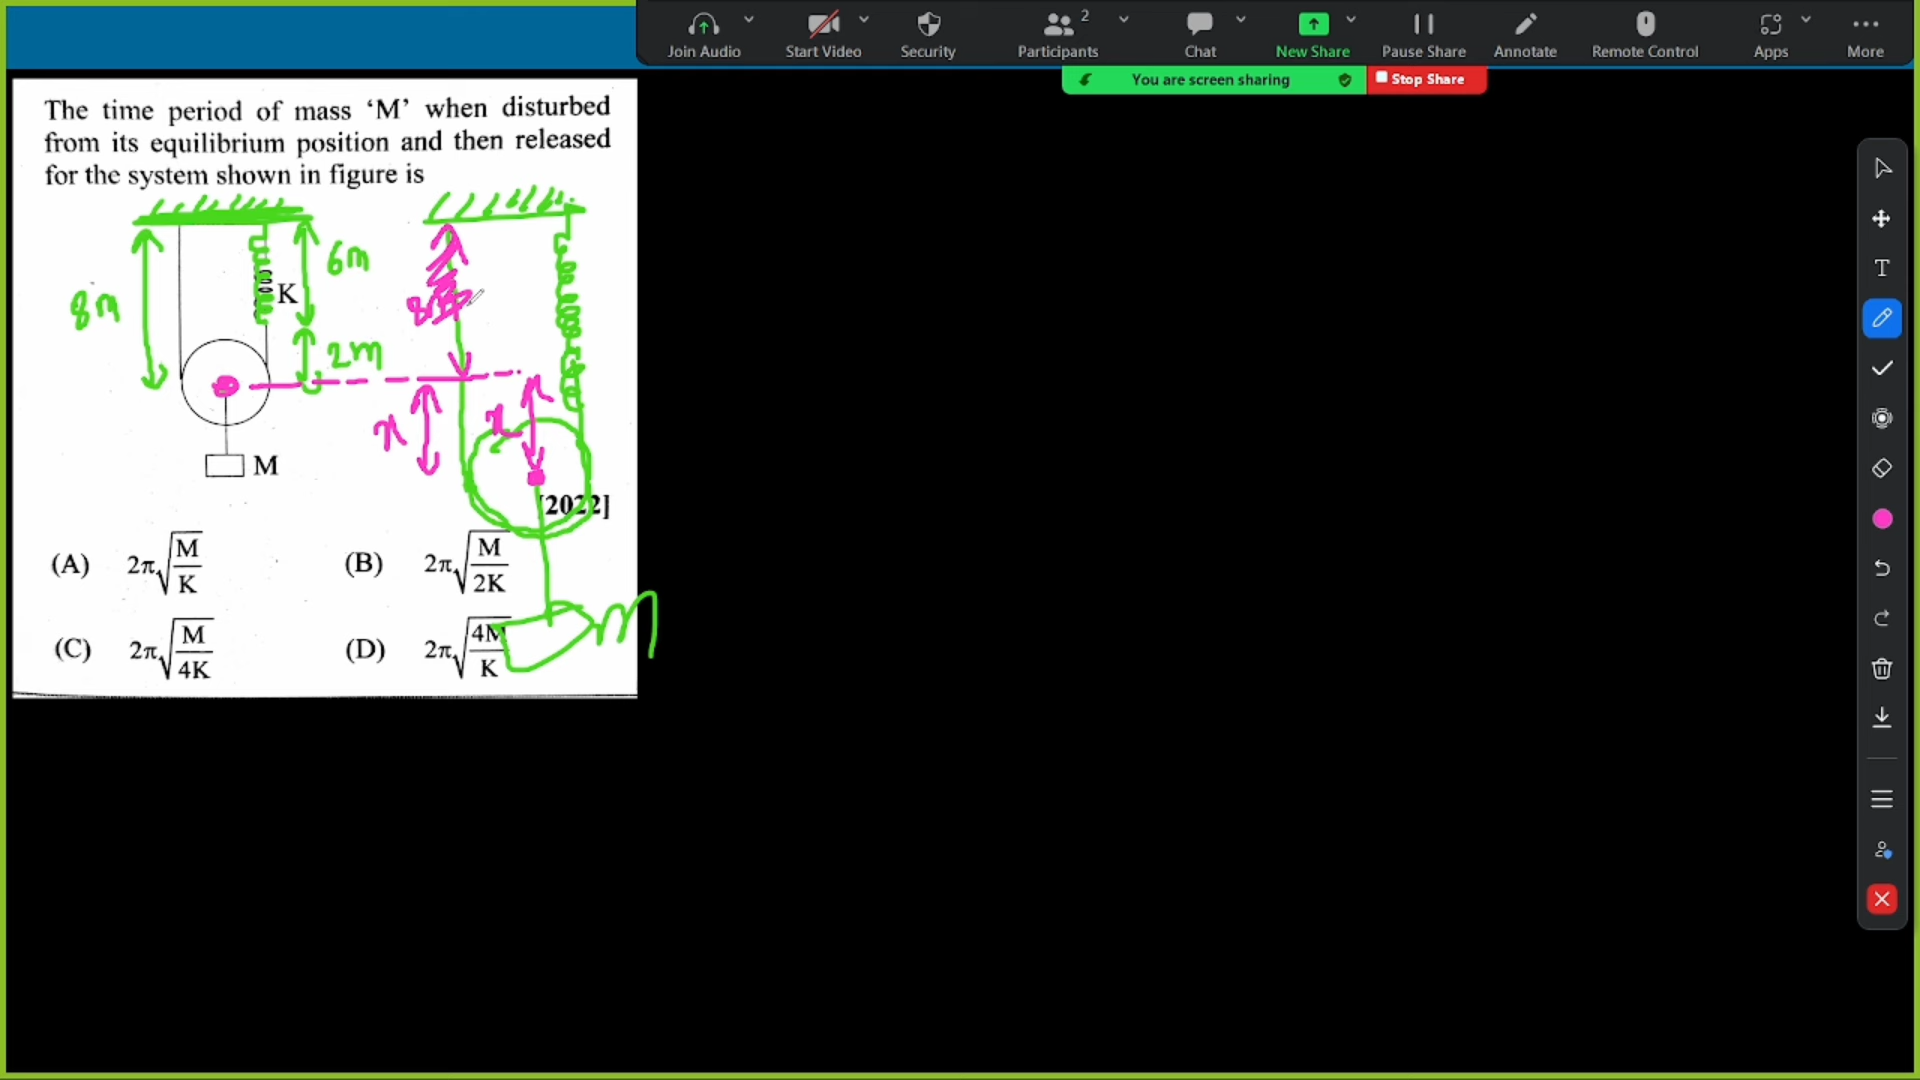 Join Audio
Start Video
Security
Participants
2
Chat
New Share
Pause Share
Annotate
Remote Control
Apps
More
You are screen sharing
Stop Share
The time period of mass ‘M’ when disturbed
from its equilibrium position and then released
for the system shown in figure is
6m
K
8m
8m
2m
x
x
M
[2022]
(A) 2π√M/K
(B) 2π√M/2K
m
(C) 2π√M/4K
(D) 2π√4M/K
T